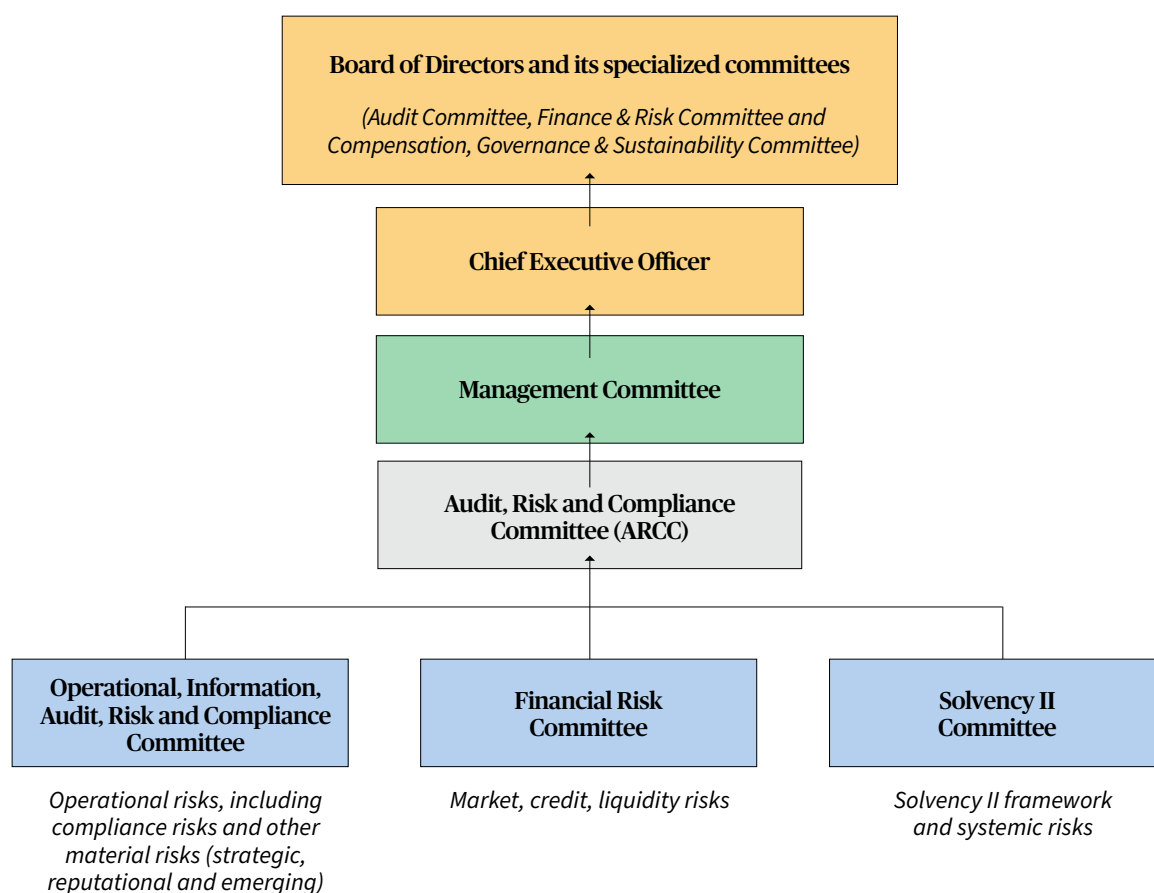 Board of Directors and its specialized committees
(Audit Committee, Finance & Risk Committee and
Compensation, Governance & Sustainability Committee)
Chief Executive Officer
Management Committee
Audit, Risk and Compliance
Committee (ARCC)
Operational, Information,
Audit, Risk and Compliance
Committee
Financial Risk
Committee
Solvency II
Committee
Operational risks, including
compliance risks and other
material risks (strategic,
reputational and emerging)
Market, credit, liquidity risks
Solvency II framework
and systemic risks